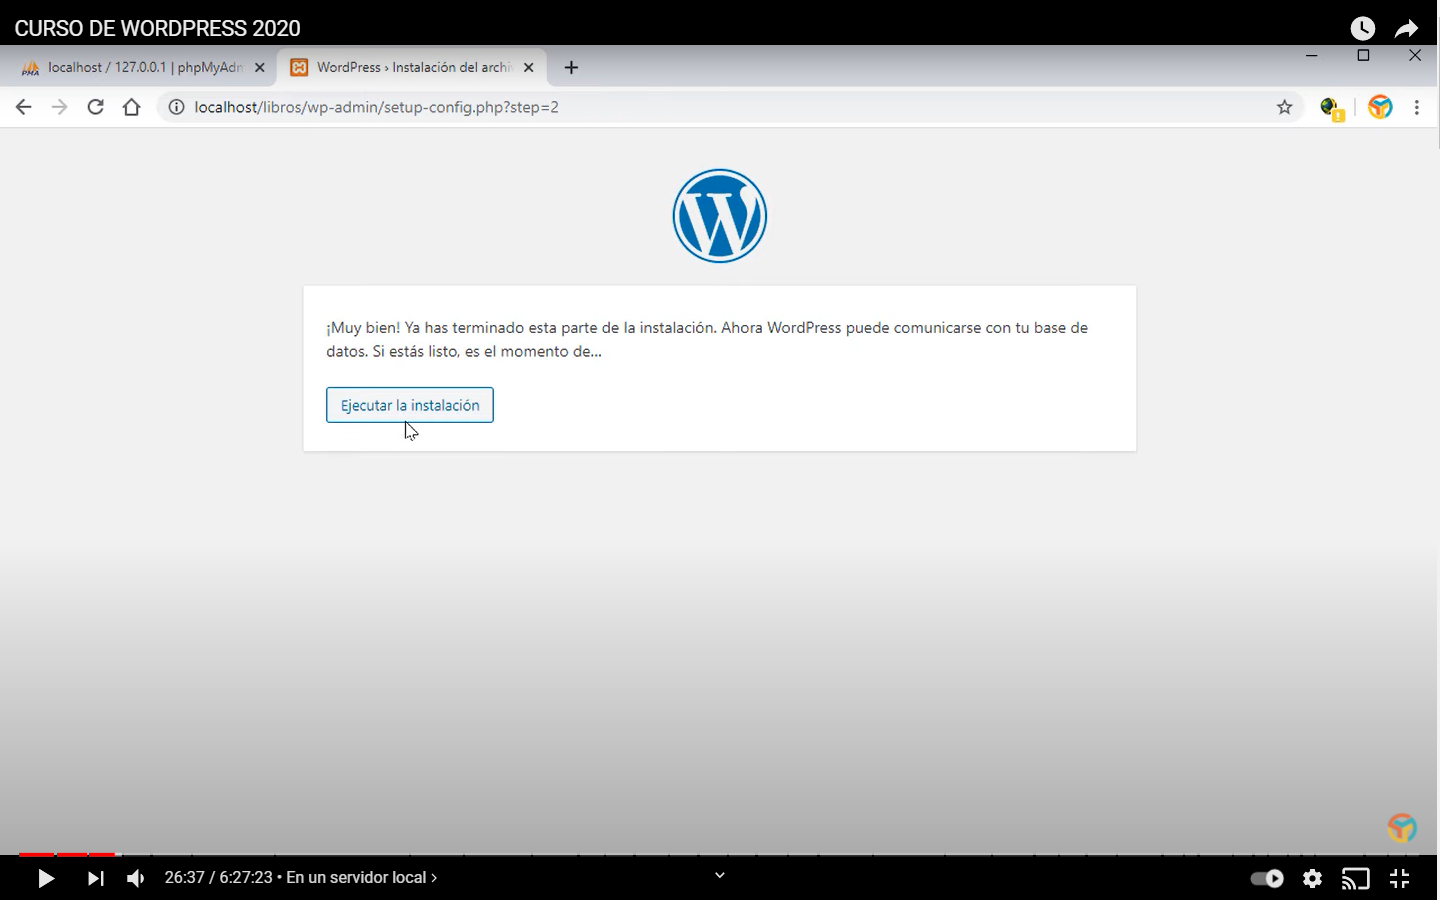 CURSO DE WORDPRESS 2020
localhost / 127.0.0.1 | phpMyAdm
WordPress › Instalación del archi
localhost/libros/wp-admin/setup-config.php?step=2
¡Muy bien! Ya has terminado esta parte de la instalación. Ahora WordPress puede comunicarse con tu base de
datos. Si estás listo, es el momento de...
Ejecutar la instalación
26:37 / 6:27:23 • En un servidor local ›